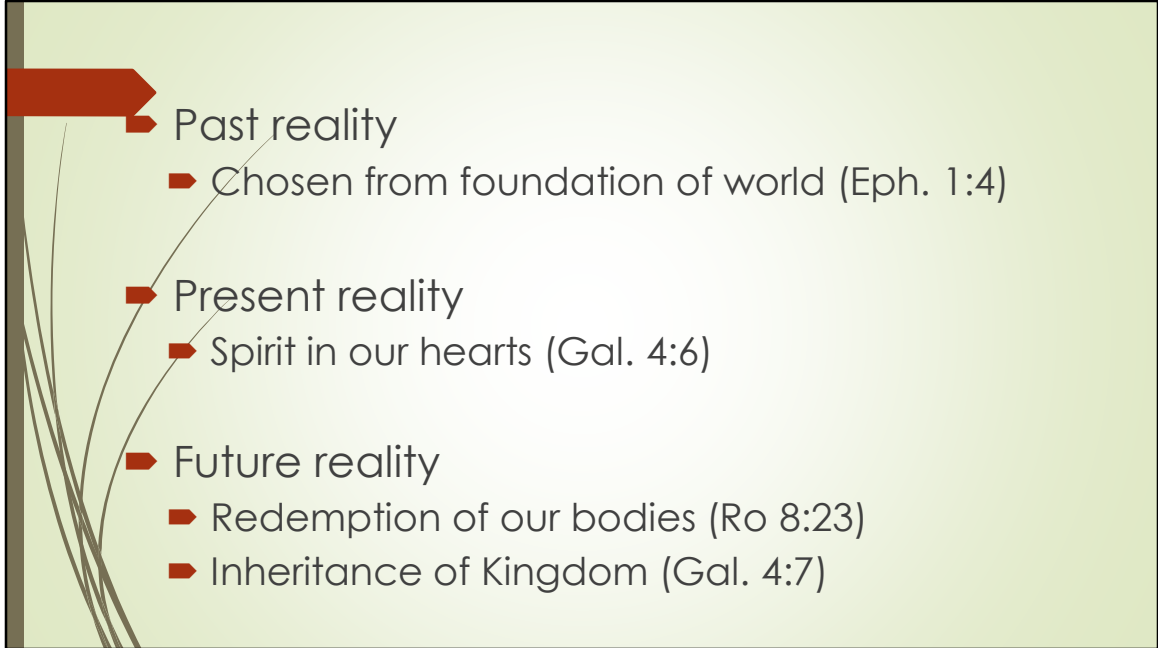 Past reality
Chosen from foundation of world (Eph. 1:4)
Present reality
Spirit in our hearts (Gal. 4:6)
Future reality
Redemption of our bodies (Ro 8:23)
Inheritance of Kingdom (Gal. 4:7)